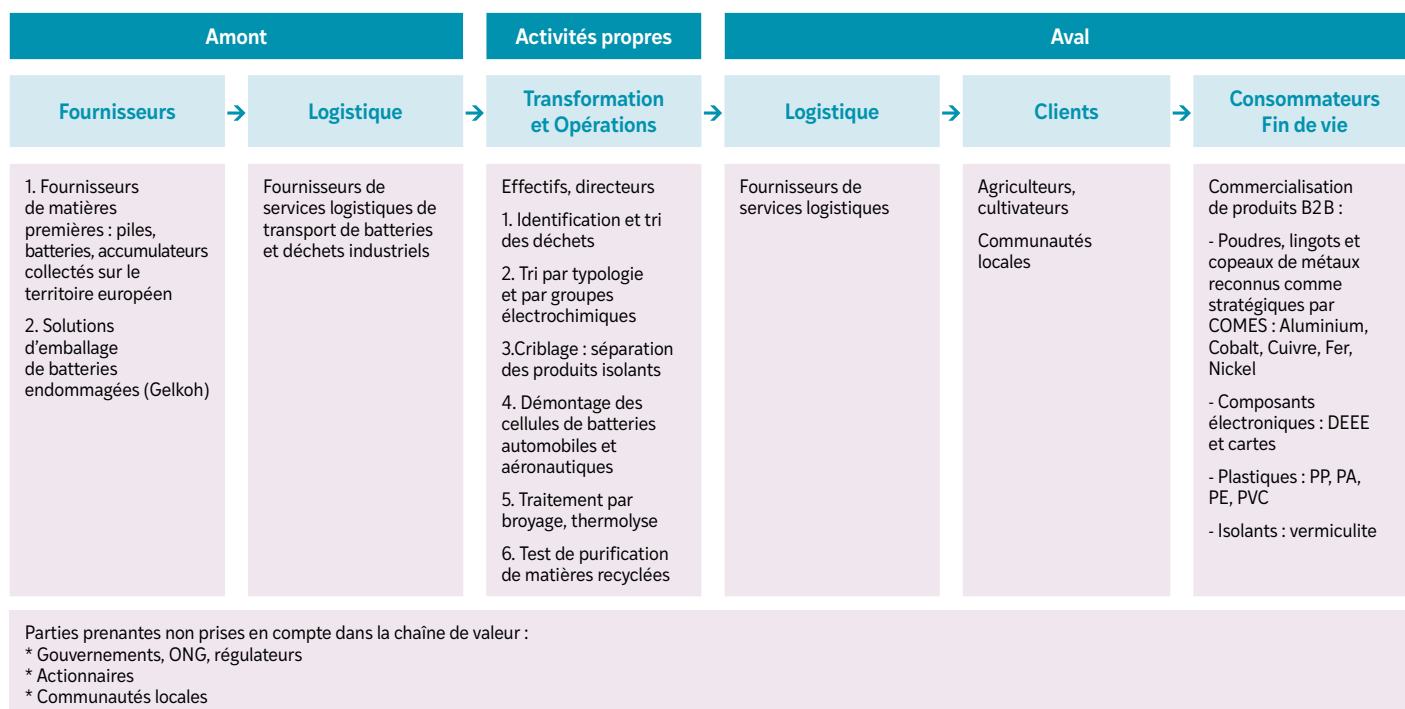 Amont
Activités propres
Aval
Fournisseurs
→
Logistique
→
Transformation
et Opérations
→
Logistique
→
Clients
→
Consommateurs
Fin de vie
1. Fournisseurs
de matières
premières : piles,
batteries, accumulateurs
collectés sur le
territoire européen
2. Solutions
d'emballage
de batteries
endommagées (Gelkoh)
Fournisseurs de
services logistiques de
transport de batteries
et déchets industriels
Effectifs, directeurs
1. Identification et tri
des déchets
2. Tri par typologie
et par groupes
électrochimiques
3.Criblage : séparation
des produits isolants
4. Démontage des
cellules de batteries
automobiles et
aéronautiques
5. Traitement par
broyage, thermolyse
6. Test de purification
de matières recyclées
Fournisseurs de
services logistiques
Agriculteurs,
cultivateurs
Communautés
locales
Commercialisation
de produits B2B :
- Poudres, lingots et
copeaux de métaux
reconnus comme
stratégiques par
COMES : Aluminium,
Cobalt, Cuivre, Fer,
Nickel
- Composants
électroniques : DEEE
et cartes
- Plastiques : PP, PA,
PE, PVC
- Isolants : vermiculite
Parties prenantes non prises en compte dans la chaîne de valeur :
* Gouvernements, ONG, régulateurs
* Actionnaires
* Communautés locales